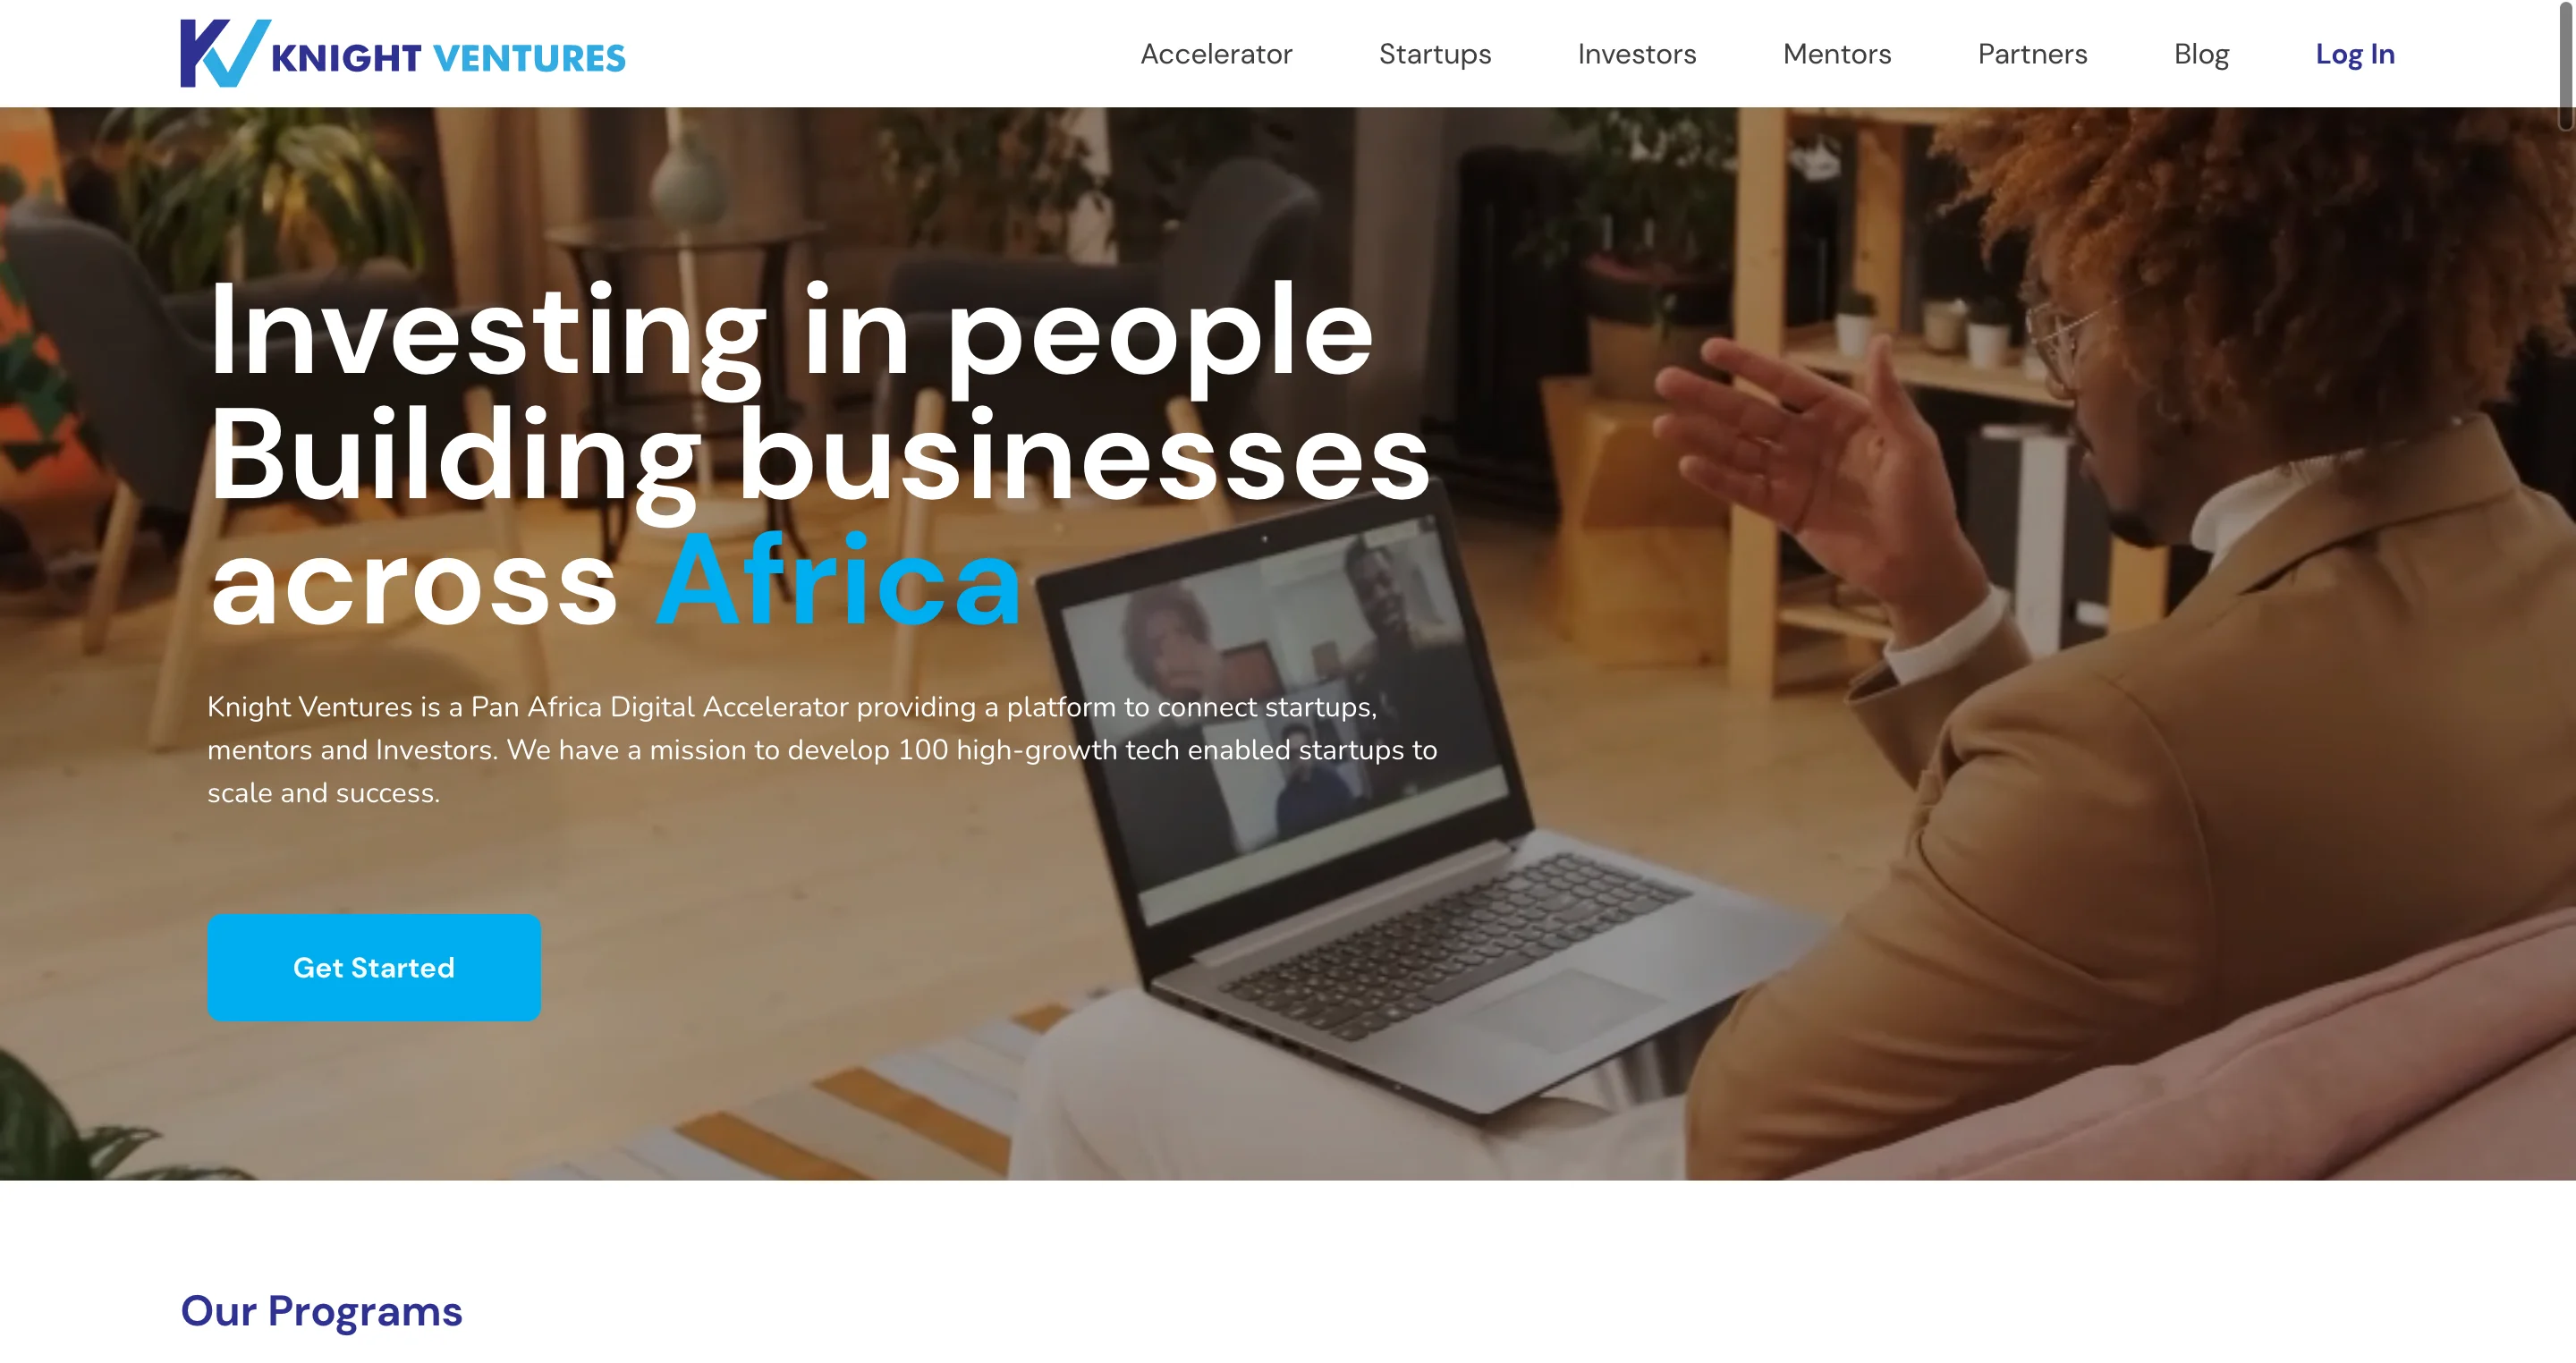 KNIGHT VENTURES
Accelerator
Startups
Investors
Mentors
Partners
Blog
Log In
Investing in people
Building businesses
across Africa
Knight Ventures is a Pan Africa Digital Accelerator providing a platform to connect startups,
mentors and Investors. We have a mission to develop 100 high-growth tech enabled startups to
scale and success.
Get Started
Our Programs